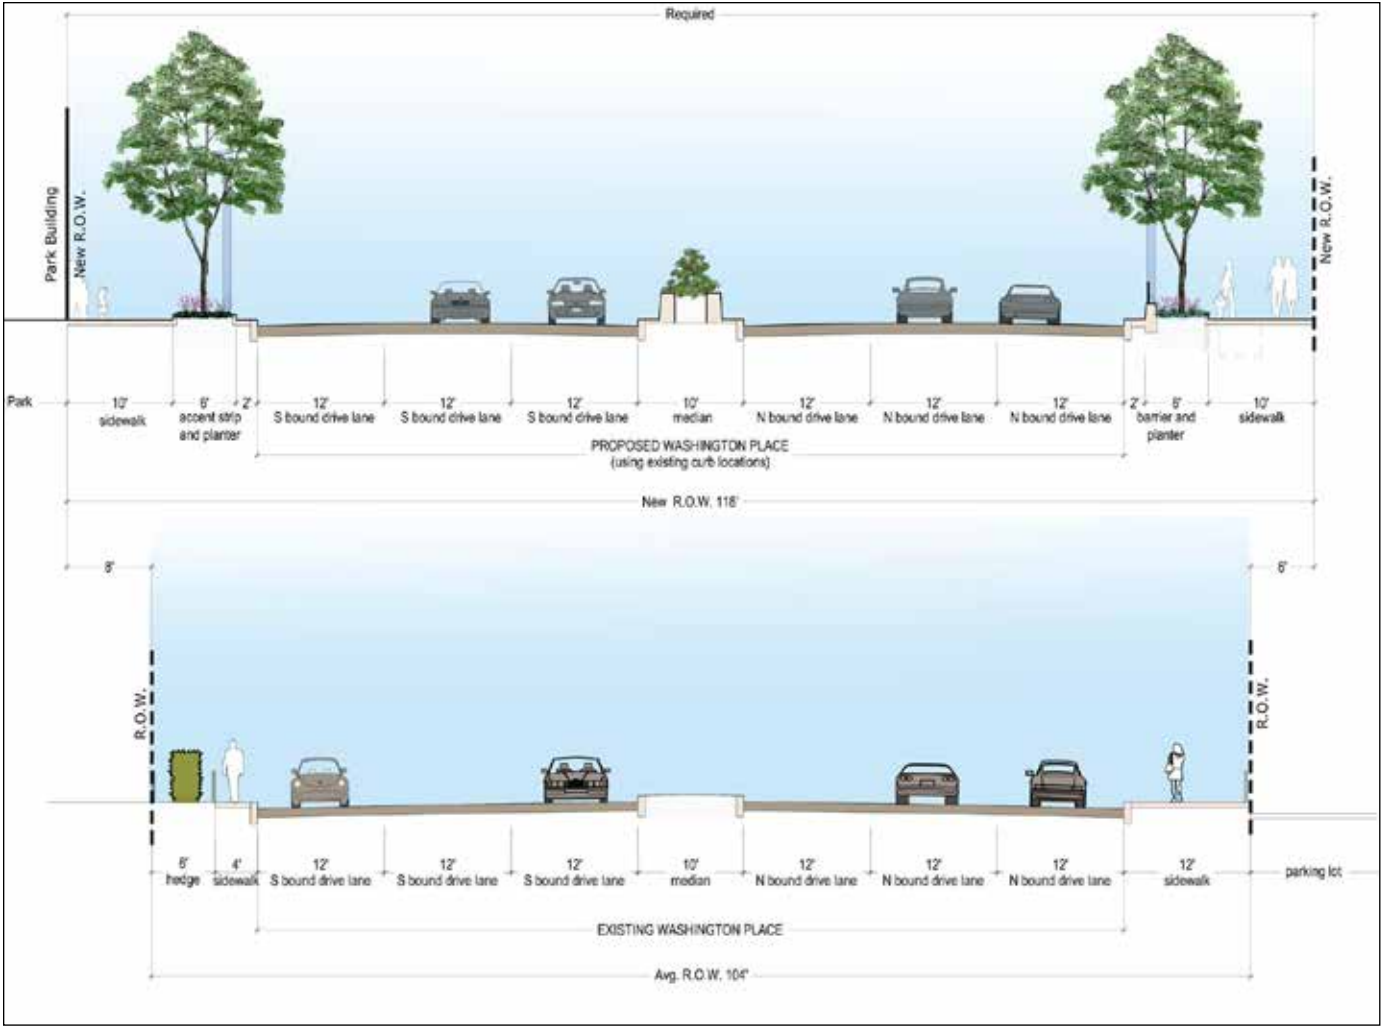 Required
Park Building
New R.O.W.
New R.O.W.
Park
10'
sidewalk
6'
accent strip
and planter
2'
12'
S bound drive lane
12'
S bound drive lane
12'
S bound drive lane
10'
median
12'
N bound drive lane
12'
N bound drive lane
12'
N bound drive lane
2'
6'
barrier and
planter
10'
sidewalk
PROPOSED WASHINGTON PLACE
(using existing curb locations)
New R.O.W. 118'
8'
6'
R.O.W.
R.O.W.
6'
hedge
4'
sidewalk
12'
S bound drive lane
12'
S bound drive lane
12'
S bound drive lane
10'
median
12'
N bound drive lane
12'
N bound drive lane
12'
N bound drive lane
12'
sidewalk
parking lot
EXISTING WASHINGTON PLACE
Avg. R.O.W. 104'